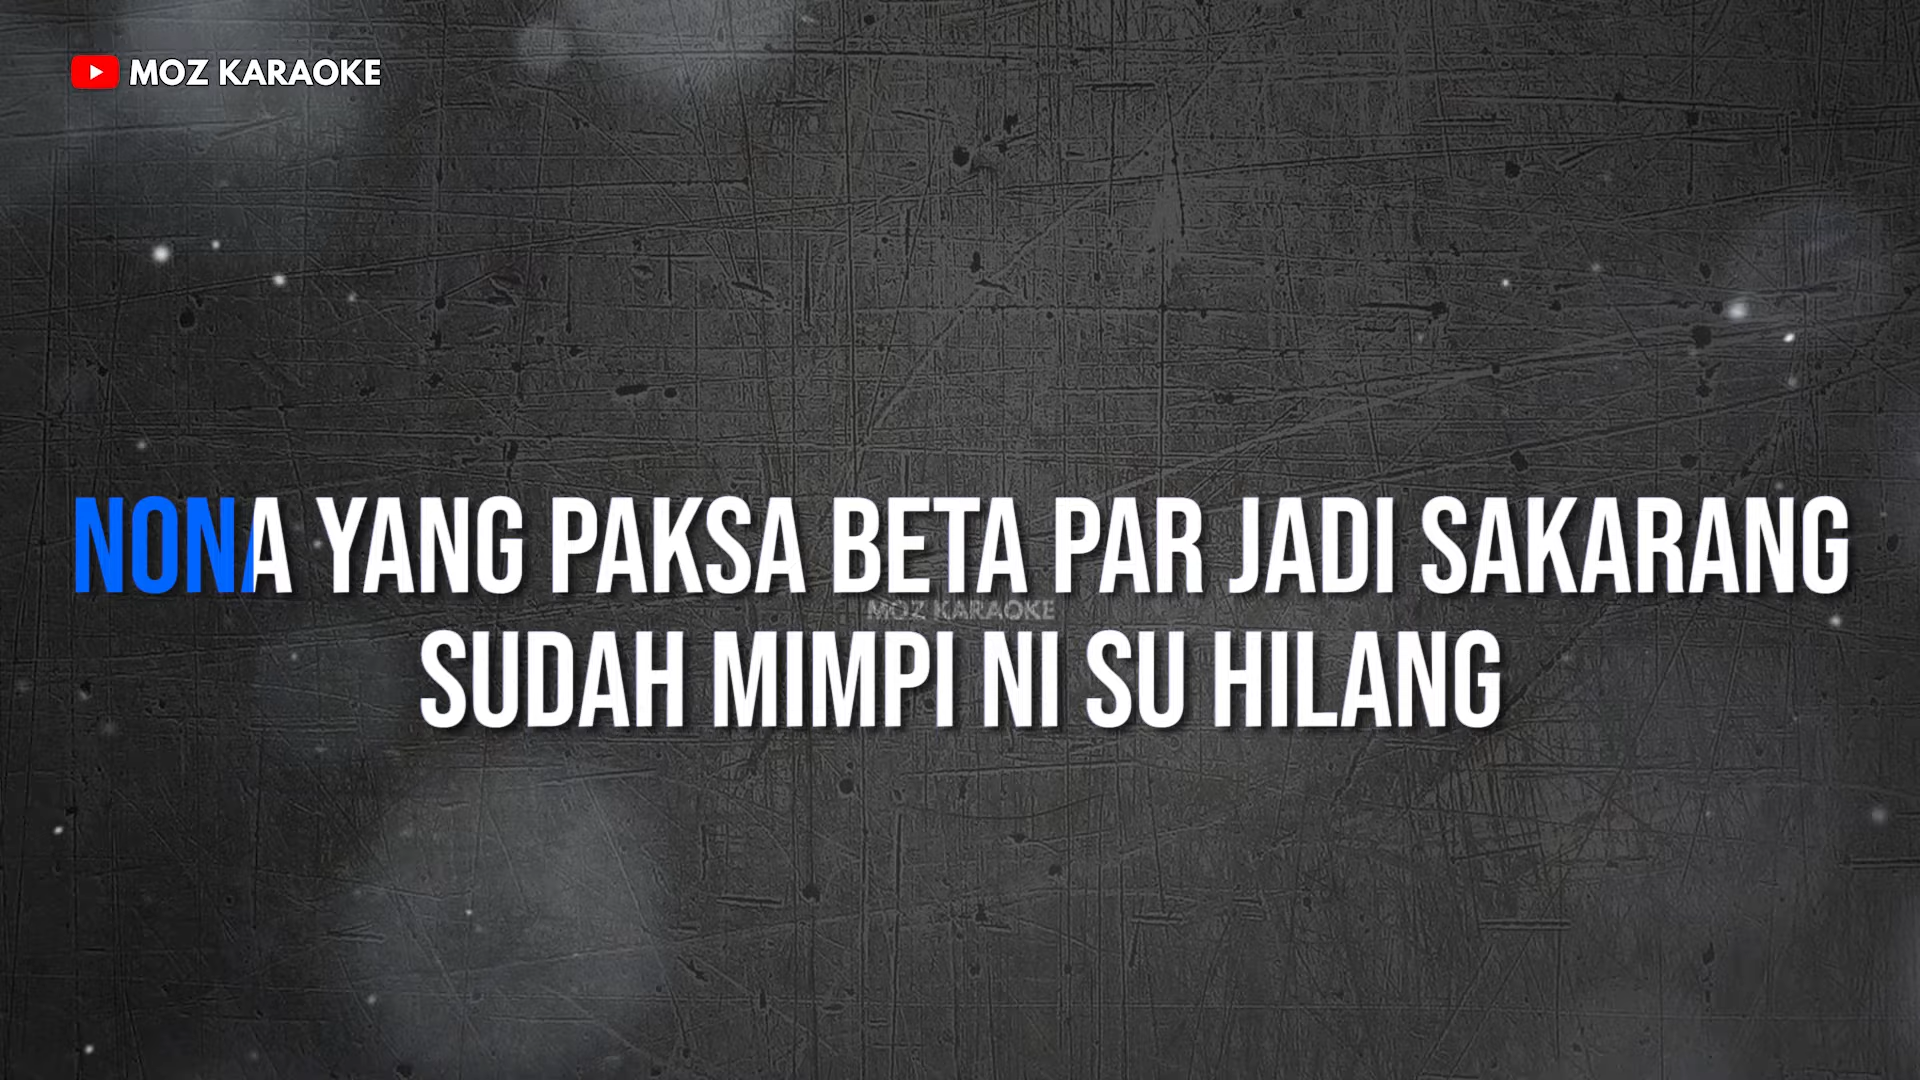 MOZ KARAOKE
NONA YANG PAKSA BETA PAR JADI SAKARANG
MOZ KARAOKE
SUDAH MIMPI NI SU HILANG